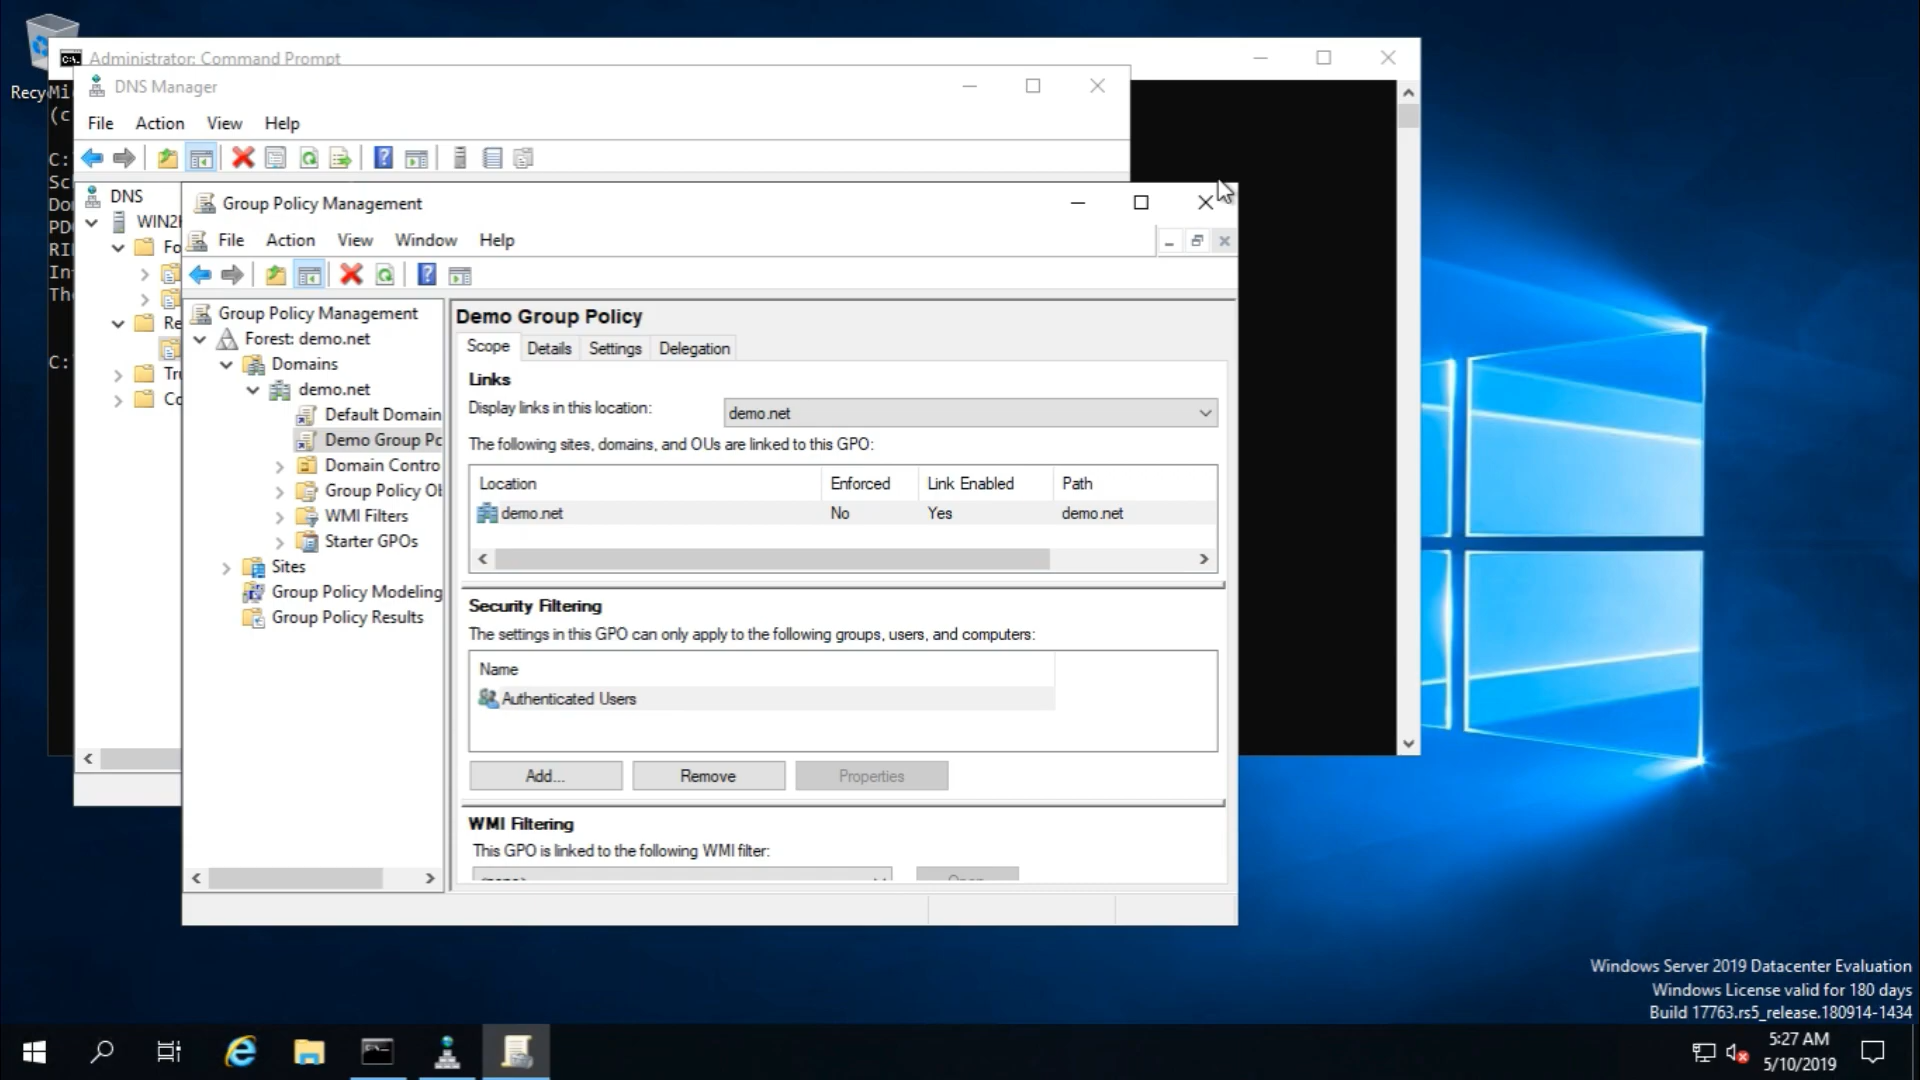 Administrator: Command Prompt
DNS Manager
File Action View Help
DNS
Group Policy Management
File Action View Window Help
Group Policy Management
Forest: demo.net
Domains
demo.net
Default Domain
Demo Group Pc
Domain Contro
Group Policy Ob
WMI Filters
Starter GPOs
Sites
Group Policy Modeling
Group Policy Results
Demo Group Policy
Scope Details Settings Delegation
Links
Display links in this location: demo.net
The following sites, domains, and OUs are linked to this GPO:
Location Enforced Link Enabled Path
demo.net No Yes demo.net
Security Filtering
The settings in this GPO can only apply to the following groups, users, and computers:
Name
Authenticated Users
Add... Remove Properties
WMI Filtering
This GPO is linked to the following WMI filter:
Windows Server 2019 Datacenter Evaluation
Windows License valid for 180 days
Build 17763.rs5_release.180914-1434
5:27 AM
5/10/2019